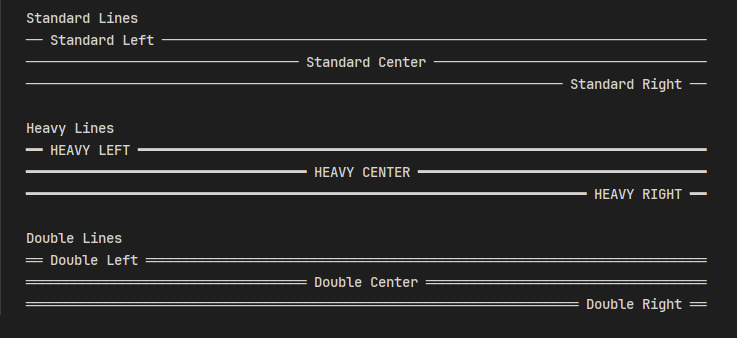 Standard Lines
── Standard Left ────────────────────────────────────────────────────────────────────
────────────────────────────────── Standard Center ──────────────────────────────────
─────────────────────────────────────────────────────────────────── Standard Right ──
Heavy Lines
━━ HEAVY LEFT ━━━━━━━━━━━━━━━━━━━━━━━━━━━━━━━━━━━━━━━━━━━━━━━━━━━━━━━━━━━━━━━━━━━━━━━
━━━━━━━━━━━━━━━━━━━━━━━━━━━━━━━━━━━ HEAVY CENTER ━━━━━━━━━━━━━━━━━━━━━━━━━━━━━━━━━━━━
━━━━━━━━━━━━━━━━━━━━━━━━━━━━━━━━━━━━━━━━━━━━━━━━━━━━━━━━━━━━━━━━━━━━━━ HEAVY RIGHT ━━
Double Lines
══ Double Left ══════════════════════════════════════════════════════════════════════
═══════════════════════════════════ Double Center ═══════════════════════════════════
═════════════════════════════════════════════════════════════════════ Double Right ══